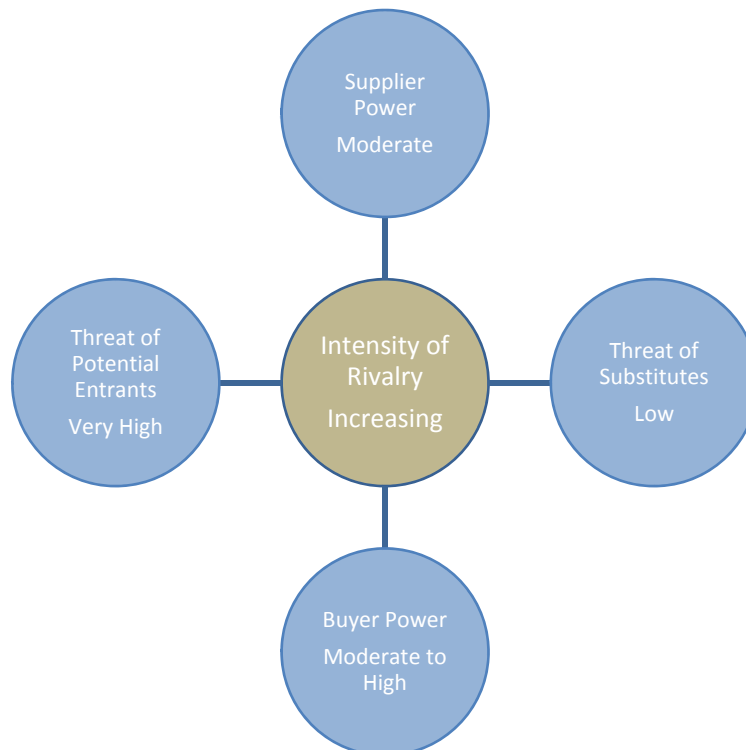 Supplier
Power
Moderate
Threat of
Potential
Entrants
Very High
Intensity of
Rivalry
Increasing
Threat of
Substitutes
Low
Buyer Power
Moderate to
High